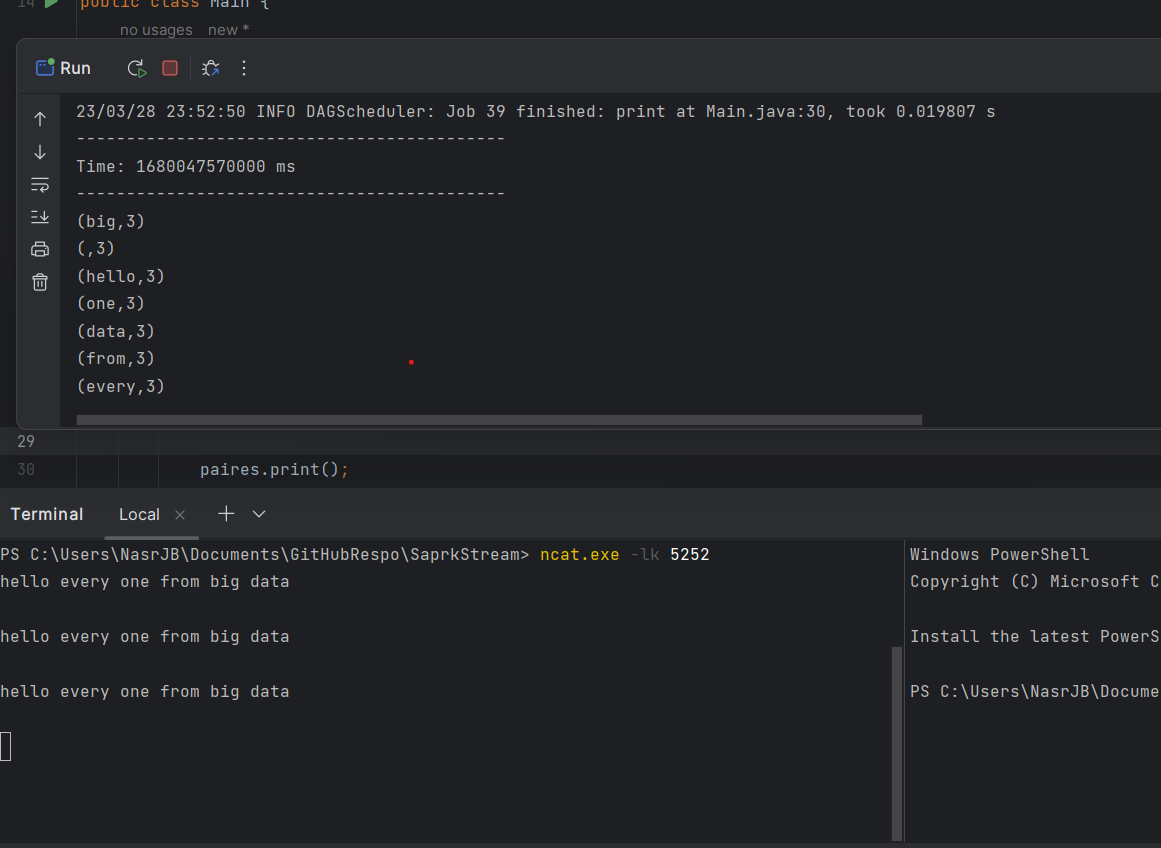 14 public class Main {
no usages new *
Run
23/03/28 23:52:50 INFO DAGScheduler: Job 39 finished: print at Main.java:30, took 0.019807 s
-------------------------------------------
Time: 1680047570000 ms
-------------------------------------------
(big,3)
(,3)
(hello,3)
(one,3)
(data,3)
(from,3)
(every,3)
29
30 paires.print();
Terminal Local
PS C:\Users\NasrJB\Documents\GitHubRespo\SaprkStream> ncat.exe -lk 5252
hello every one from big data
hello every one from big data
hello every one from big data
Windows PowerShell
Copyright (C) Microsoft C
Install the latest PowerS
PS C:\Users\NasrJB\Docume